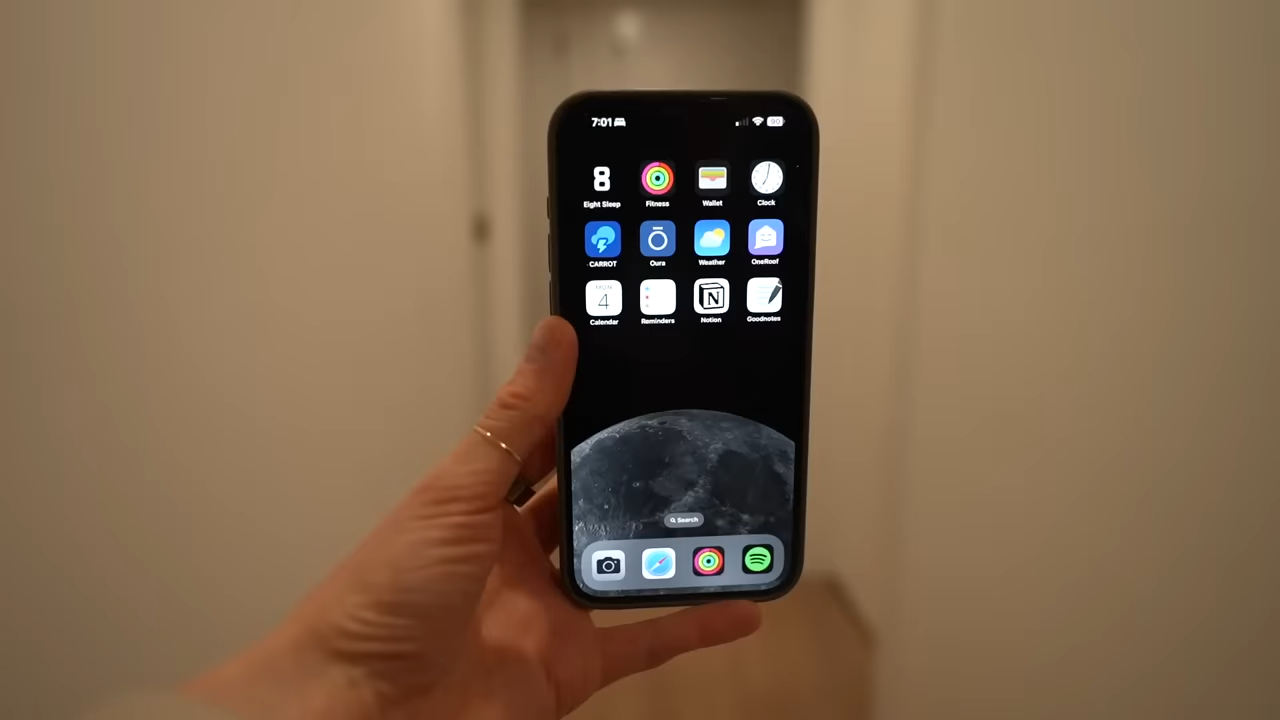 7:01 90
8
Eight Sleep Fitness Wallet Clock
CARROT Oura Weather OneRoof
MON
4 N
Calendar Reminders Notion Goodnotes
Search